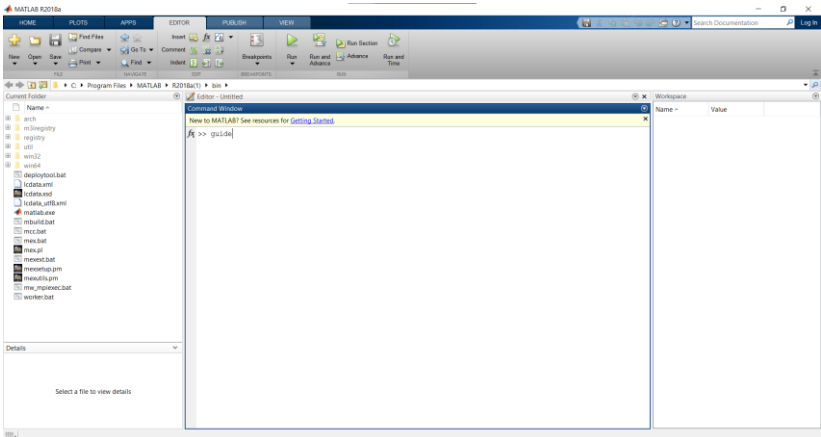 MATLAB R2018a
HOME PLOTS APPS EDITOR PUBLISH VIEW
Search Documentation Log In
New Open Save Find Files Compare Print Go To Find Insert Comment Indent Breakpoints Run Run and Advance Run Section Advance Run and Time
FILE NAVIGATE EDIT BREAKPOINTS RUN
C: Program Files MATLAB R2018a(1) bin
Current Folder
Name
arch
m3iregistry
registry
util
win32
win64
deploytool.bat
lcdata.xml
lcdata.xsd
lcdata_utf8.xml
matlab.exe
mbuild.bat
mcc.bat
mex.bat
mex.pl
mexext.bat
mexsetup.pm
mexutils.pm
mw_mpiexec.bat
worker.bat
Details
Select a file to view details
Editor - Untitled
Command Window
New to MATLAB? See resources for Getting Started.
fx >> guide
Workspace
Name Value